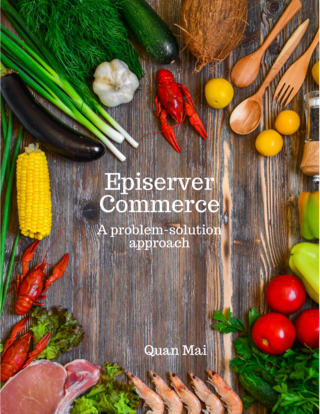 Episerver
Commerce
A problem-solution
approach
Quan Mai